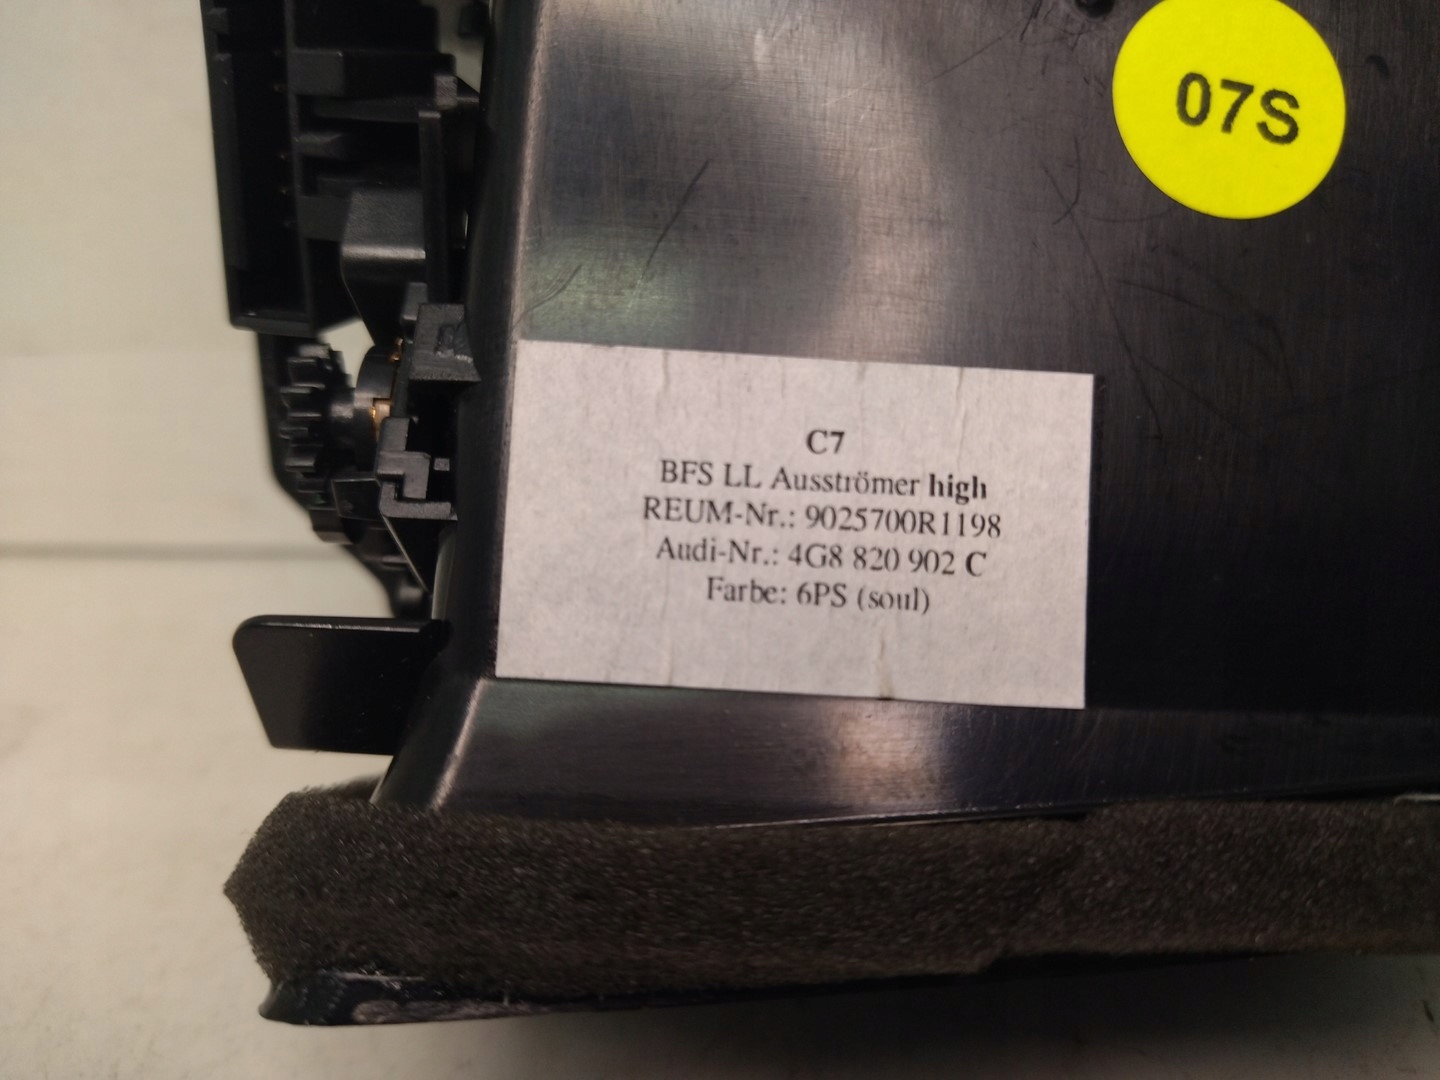 07S
C7
BFS LL Ausströmer high
REUM-Nr.: 9025700R1198
Audi-Nr.: 4G8 820 902 C
Farbe: 6PS (soul)